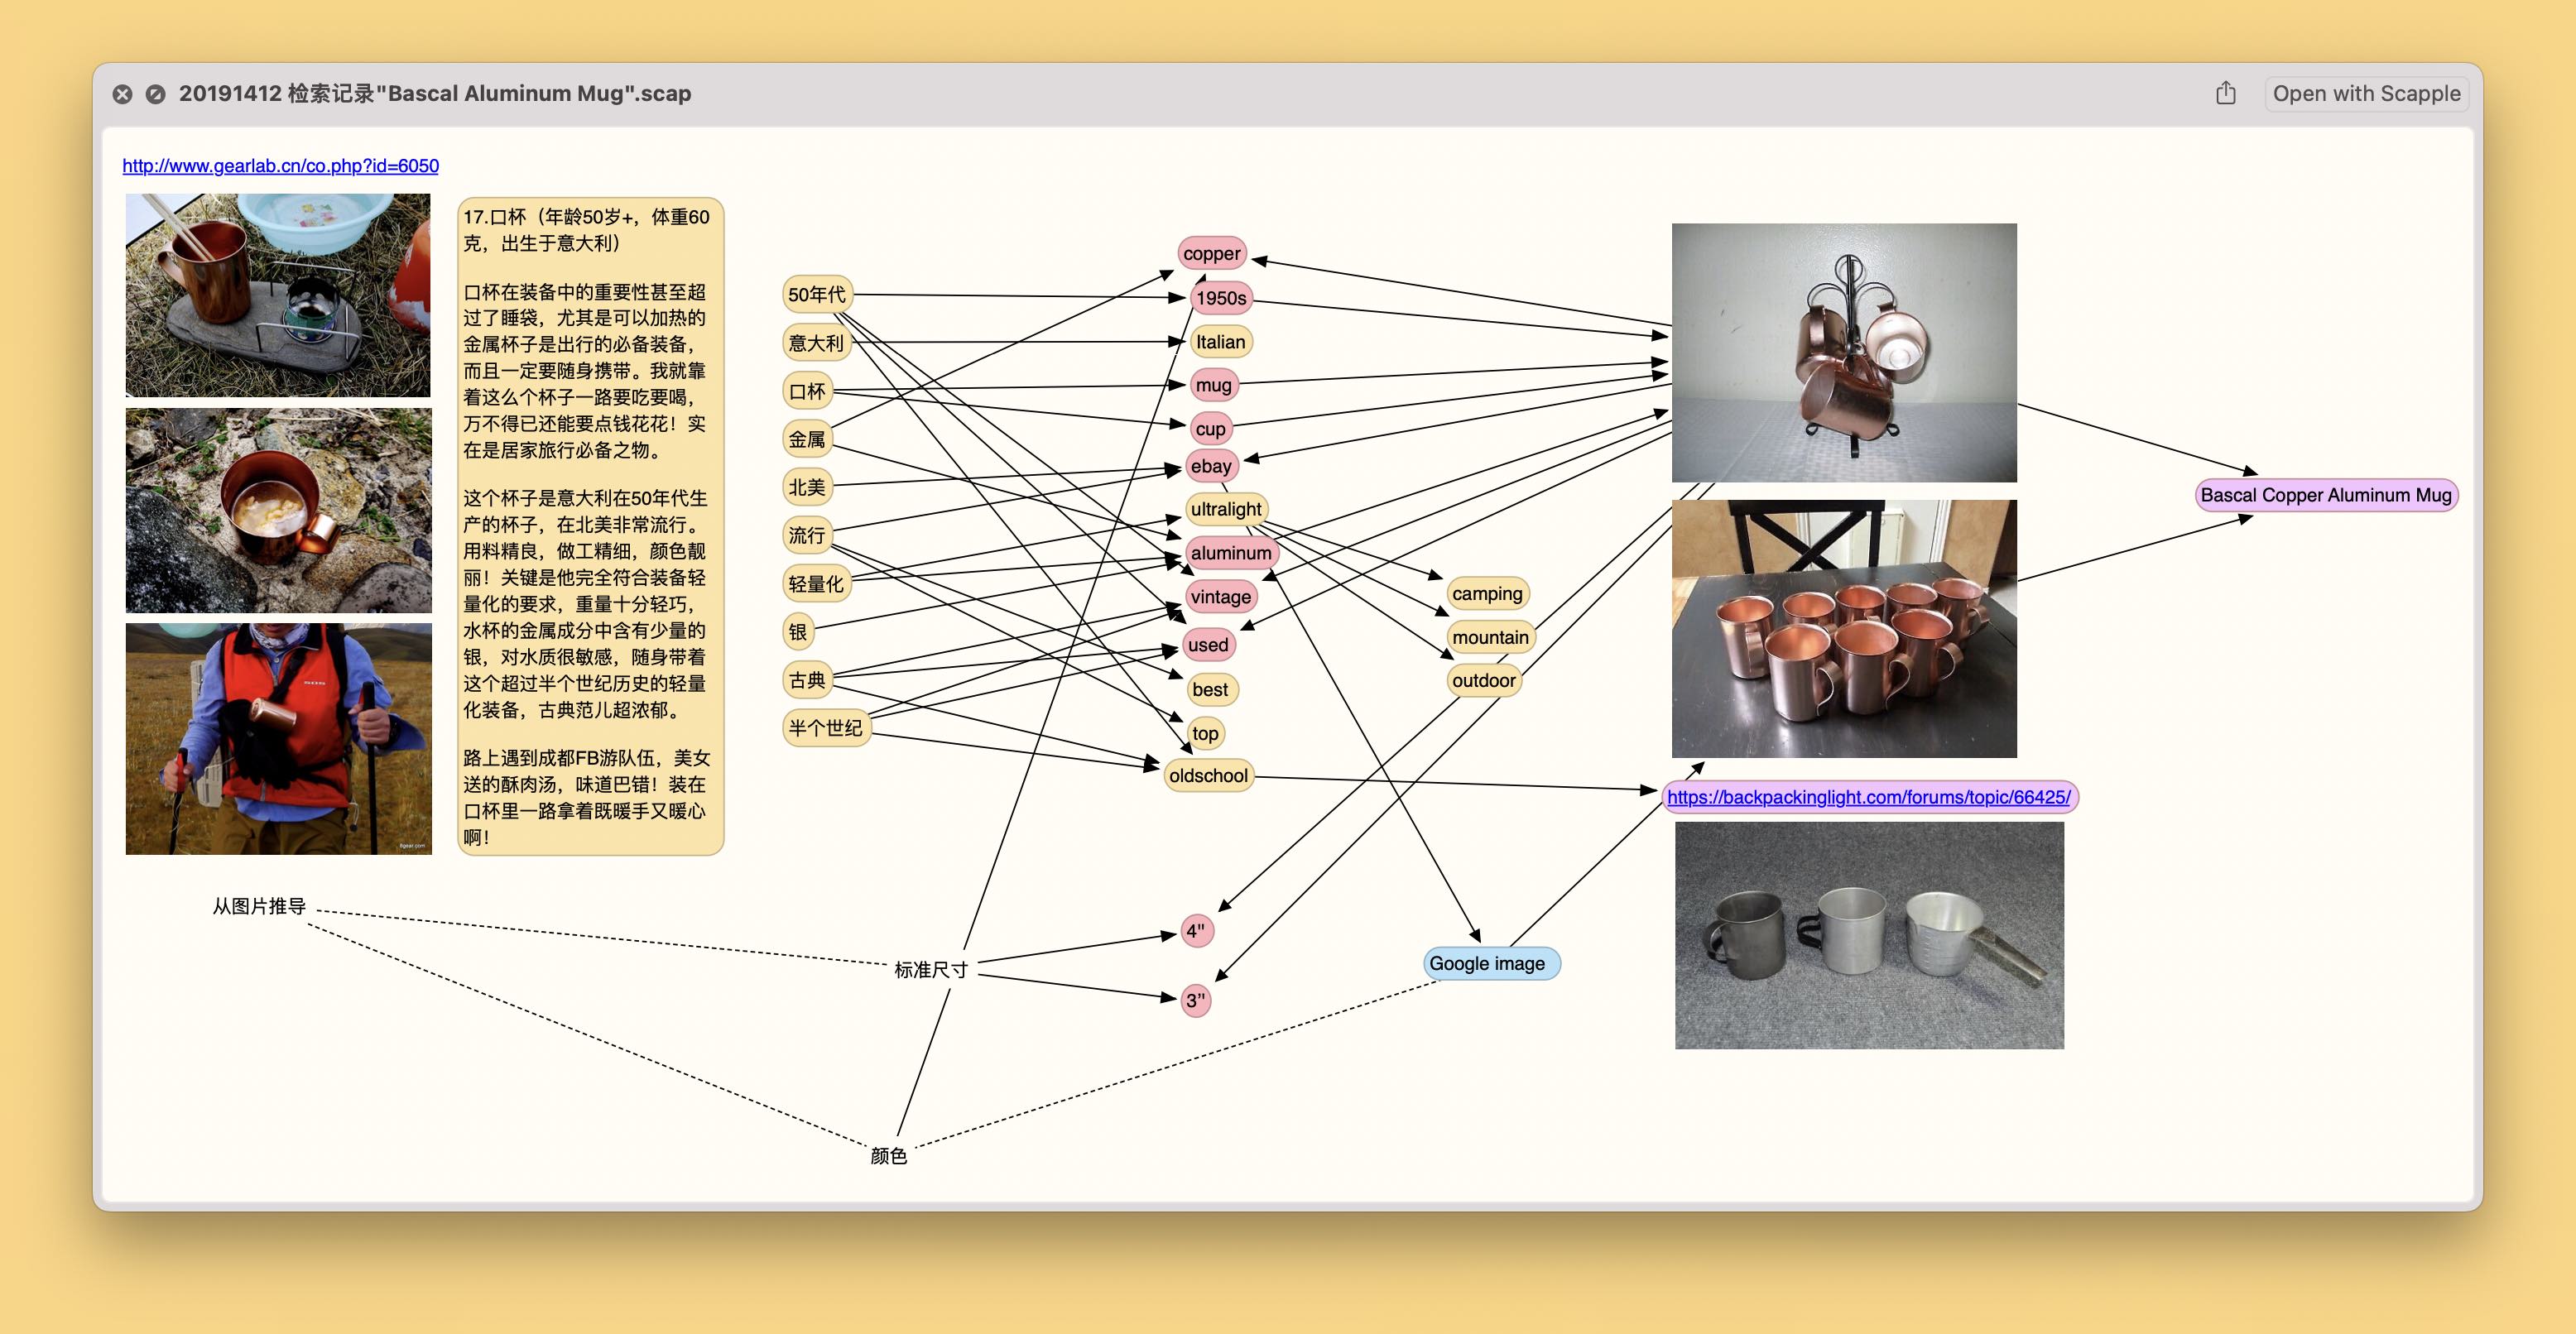 20191412 检索记录"Bascal Aluminum Mug".scap
Open with Scapple
http://www.gearlab.cn/co.php?id=6050
17.口杯（年龄50岁+，体重60
克，出生于意大利）
口杯在装备中的重要性甚至超
过了睡袋，尤其是可以加热的
金属杯子是出行的必备装备，
而且一定要随身携带。我就靠
着这么个杯子一路要吃要喝，
万不得已还能要点钱花花！实
在是居家旅行必备之物。
这个杯子是意大利在50年代生
产的杯子，在北美非常流行。
用料精良，做工精细，颜色靓
丽！关键是他完全符合装备轻
量化的要求，重量十分轻巧，
水杯的金属成分中含有少量的
银，对水质很敏感，随身带着
这个超过半个世纪历史的轻量
化装备，古典范儿超浓郁。
路上遇到成都FB游队伍，美女
送的酥肉汤，味道巴错！装在
口杯里一路拿着既暖手又暖心
啊！
50年代
意大利
口杯
金属
北美
流行
轻量化
银
古典
半个世纪
copper
1950s
Italian
mug
cup
ebay
ultralight
aluminum
vintage
used
best
top
oldschool
camping
mountain
outdoor
Bascal Copper Aluminum Mug
https://backpackinglight.com/forums/topic/66425/
从图片推导
标准尺寸
4"
3"
Google image
颜色